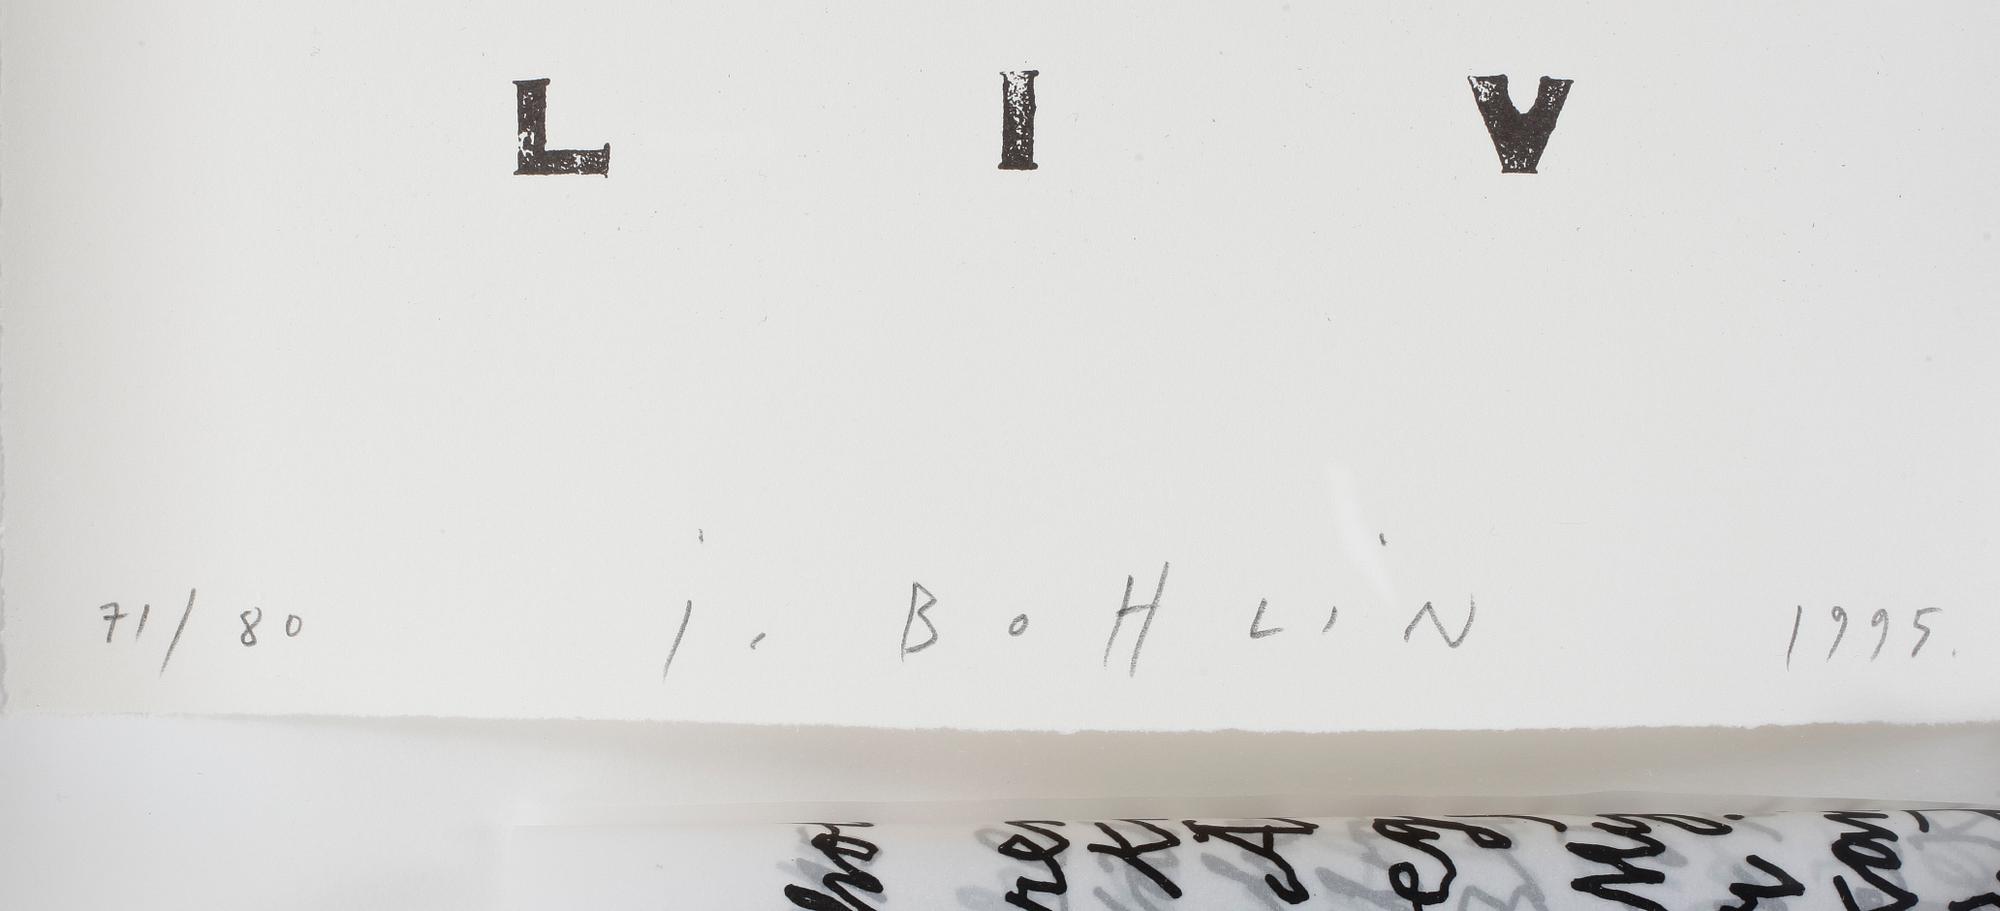 L I V
71/80 j. BOHLiN 1995.